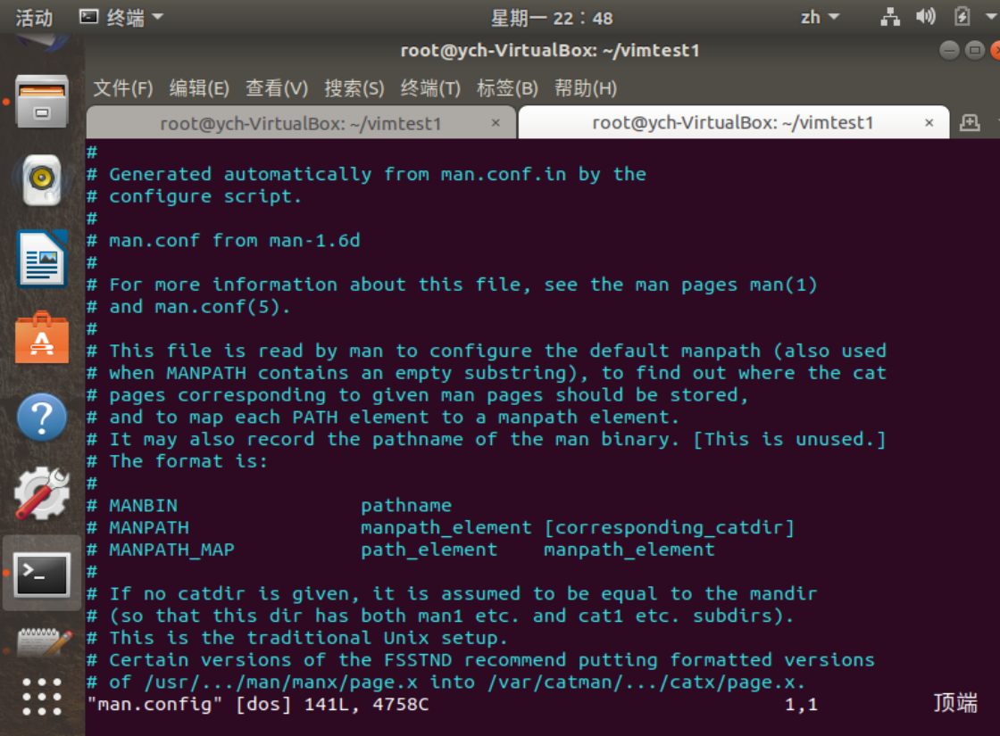 活动 终端 星期一 22：48 zh
root@ych-VirtualBox: ~/vimtest1
文件(F) 编辑(E) 查看(V) 搜索(S) 终端(T) 标签(B) 帮助(H)
root@ych-VirtualBox: ~/vimtest1 × root@ych-VirtualBox: ~/vimtest1 ×
#
# Generated automatically from man.conf.in by the
# configure script.
#
# man.conf from man-1.6d
#
# For more information about this file, see the man pages man(1)
# and man.conf(5).
#
# This file is read by man to configure the default manpath (also used
# when MANPATH contains an empty substring), to find out where the cat
# pages corresponding to given man pages should be stored,
# and to map each PATH element to a manpath element.
# It may also record the pathname of the man binary. [This is unused.]
# The format is:
#
# MANBIN pathname
# MANPATH manpath_element [corresponding_catdir]
# MANPATH_MAP path_element manpath_element
#
# If no catdir is given, it is assumed to be equal to the mandir
# (so that this dir has both man1 etc. and cat1 etc. subdirs).
# This is the traditional Unix setup.
# Certain versions of the FSSTND recommend putting formatted versions
# of /usr/.../man/manx/page.x into /var/catman/.../catx/page.x.
"man.config" [dos] 141L, 4758C 1,1 顶端